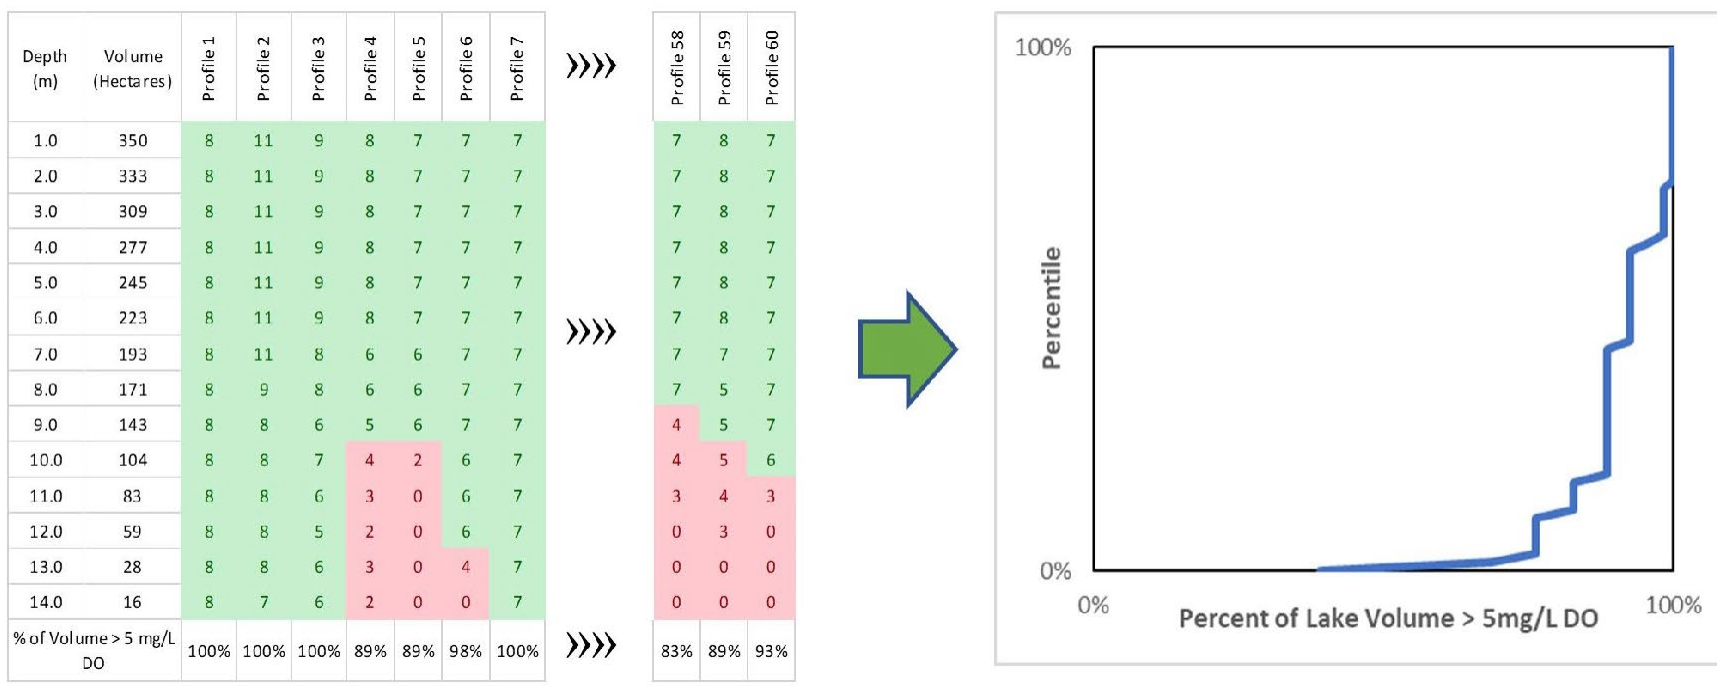 Depth (m) Volume (Hectares) Profile 1 Profile 2 Profile 3 Profile 4 Profile 5 Profile 6 Profile 7 »»» Profile 58 Profile 59 Profile 60
1.0 350 8 11 9 8 7 7 7 7 8 7
2.0 333 8 11 9 8 7 7 7 7 8 7
3.0 309 8 11 9 8 7 7 7 7 8 7
4.0 277 8 11 9 8 7 7 7 7 8 7
5.0 245 8 11 9 8 7 7 7 7 8 7
6.0 223 8 11 9 8 7 7 7 »»» 7 8 7
7.0 193 8 11 8 6 6 7 7 7 7 7
8.0 171 8 9 8 6 6 7 7 7 5 7
9.0 143 8 8 6 5 6 7 7 4 5 7
10.0 104 8 8 7 4 2 6 7 4 5 6
11.0 83 8 8 6 3 0 6 7 3 4 3
12.0 59 8 8 5 2 0 6 7 0 3 0
13.0 28 8 8 6 3 0 4 7 0 0 0
14.0 16 8 7 6 2 0 0 7 0 0 0
% of Volume > 5 mg/L DO 100% 100% 100% 89% 89% 98% 100% »»» 83% 89% 93%
100%
Percentile
0%
0% 100%
Percent of Lake Volume > 5mg/L DO